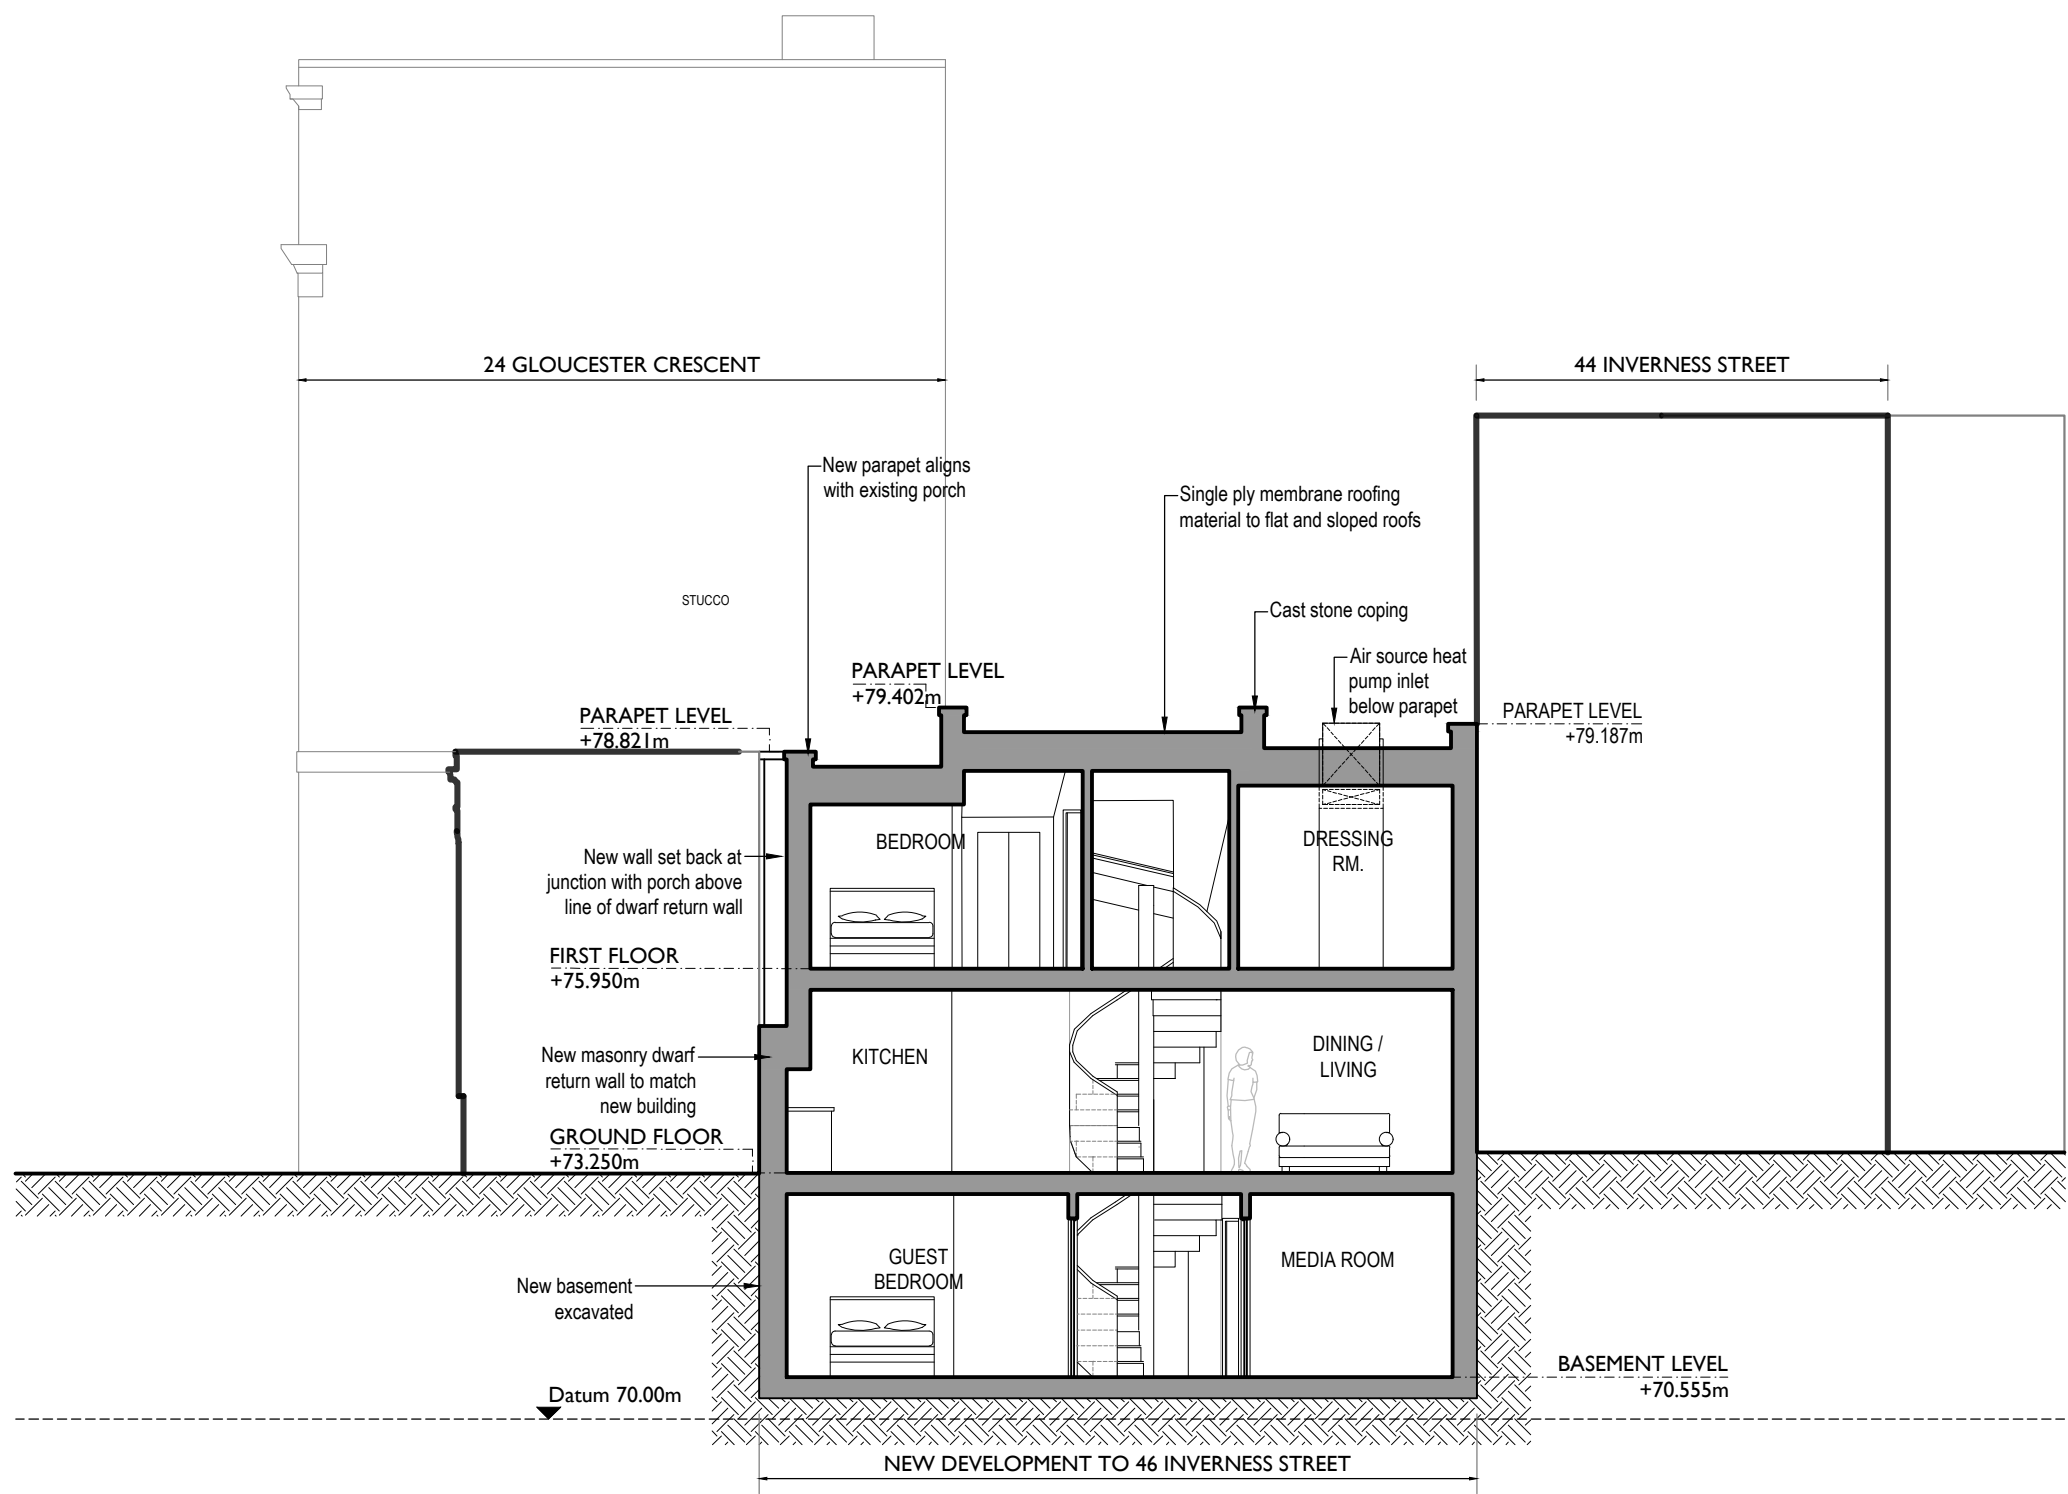 24 GLOUCESTER CRESCENT
44 INVERNESS STREET
New parapet aligns
with existing porch
Single ply membrane roofing
material to flat and sloped roofs
STUCCO
Cast stone coping
Air source heat
pump inlet
below parapet
PARAPET LEVEL
+79.402m
PARAPET LEVEL
+78.821m
PARAPET LEVEL
+79.187m
BEDROOM
DRESSING
RM.
New wall set back at
junction with porch above
line of dwarf return wall
FIRST FLOOR
+75.950m
New masonry dwarf
return wall to match
new building
KITCHEN
DINING /
LIVING
GROUND FLOOR
+73.250m
GUEST
BEDROOM
MEDIA ROOM
New basement
excavated
BASEMENT LEVEL
+70.555m
Datum 70.00m
NEW DEVELOPMENT TO 46 INVERNESS STREET